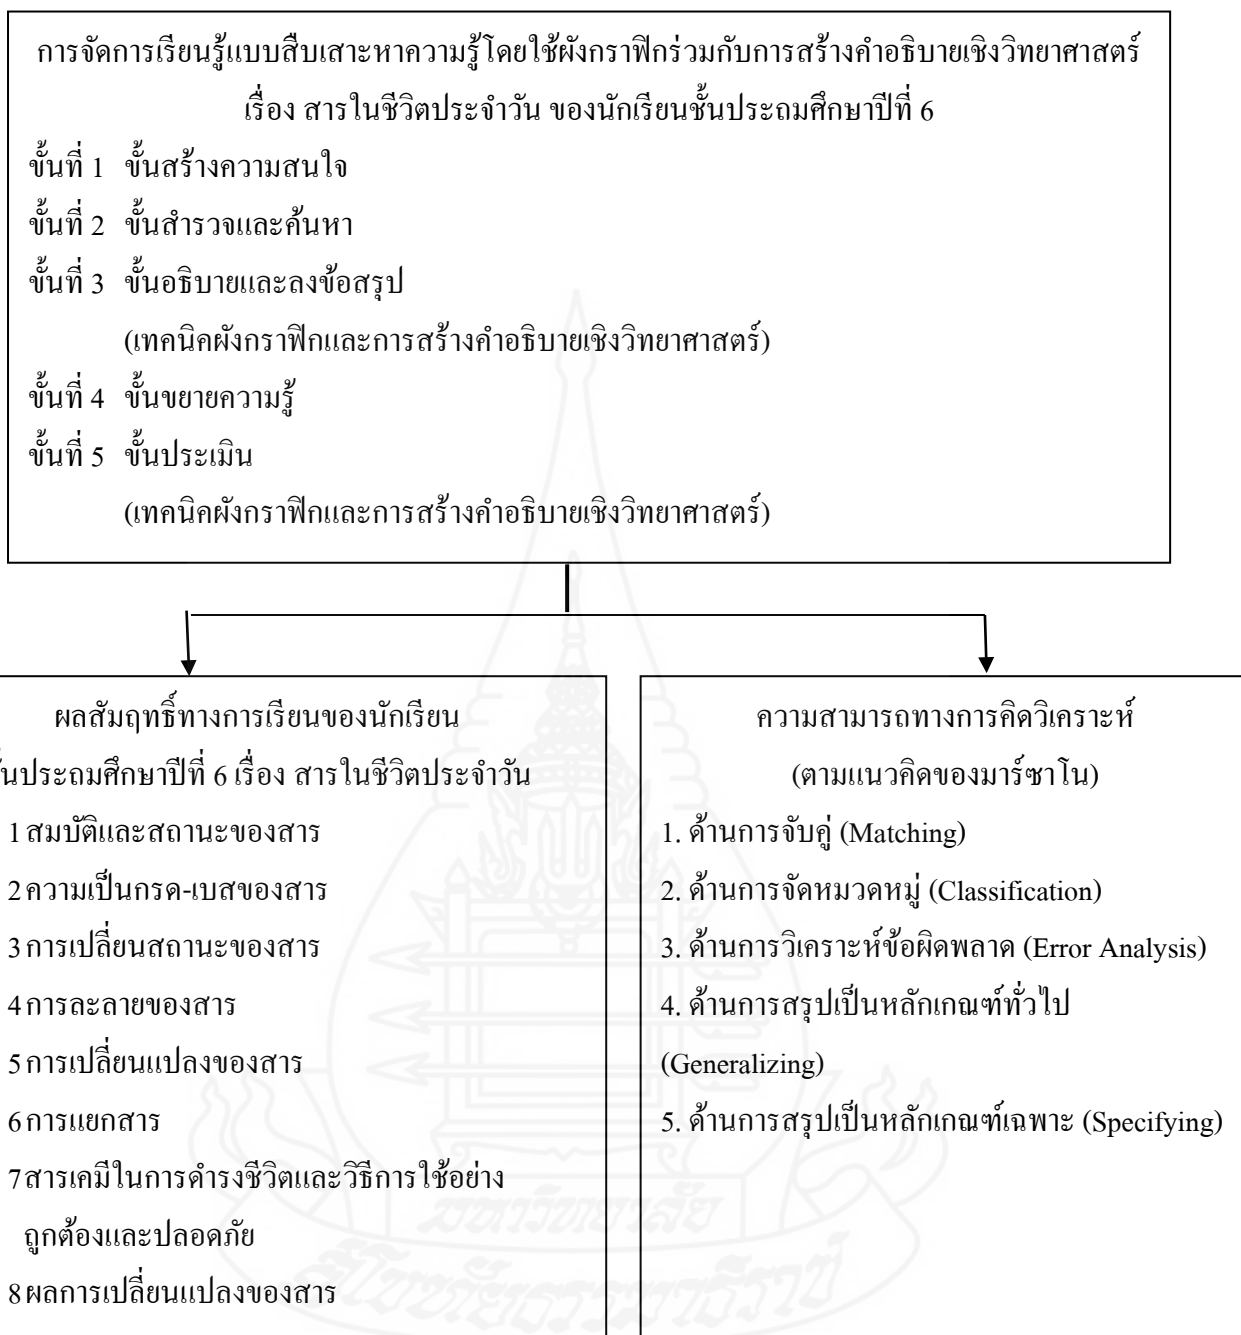 การจัดการเรียนรู้แบบสืบเสาะหาความรู้โดยใช้ผังกราฟิกร่วมกับการสร้างคำอธิบายเชิงวิทยาศาสตร์
เรื่อง สารในชีวิตประจำวัน ของนักเรียนชั้นประถมศึกษาปีที่ 6
ขั้นที่ 1 ขั้นสร้างความสนใจ
ขั้นที่ 2 ขั้นสำรวจและค้นหา
ขั้นที่ 3 ขั้นอธิบายและลงข้อสรุป
(เทคนิคผังกราฟิกและการสร้างคำอธิบายเชิงวิทยาศาสตร์)
ขั้นที่ 4 ขั้นขยายความรู้
ขั้นที่ 5 ขั้นประเมิน
(เทคนิคผังกราฟิกและการสร้างคำอธิบายเชิงวิทยาศาสตร์)
ผลสัมฤทธิ์ทางการเรียนของนักเรียน
ั้นประถมศึกษาปีที่ 6 เรื่อง สารในชีวิตประจำวัน
1 สมบัติและสถานะของสาร
2 ความเป็นกรด-เบสของสาร
3 การเปลี่ยนสถานะของสาร
4 การละลายของสาร
5 การเปลี่ยนแปลงของสาร
6 การแยกสาร
7 สารเคมีในการดำรงชีวิตและวิธีการใช้อย่าง
ถูกต้องและปลอดภัย
8 ผลการเปลี่ยนแปลงของสาร
ความสามารถทางการคิดวิเคราะห์
(ตามแนวคิดของมาร์ซาโน)
1. ด้านการจับคู่ (Matching)
2. ด้านการจัดหมวดหมู่ (Classification)
3. ด้านการวิเคราะห์ข้อผิดพลาด (Error Analysis)
4. ด้านการสรุปเป็นหลักเกณฑ์ทั่วไป
(Generalizing)
5. ด้านการสรุปเป็นหลักเกณฑ์เฉพาะ (Specifying)
มหาวิทยาลัย
สุโขทัยธรรมาธิราช